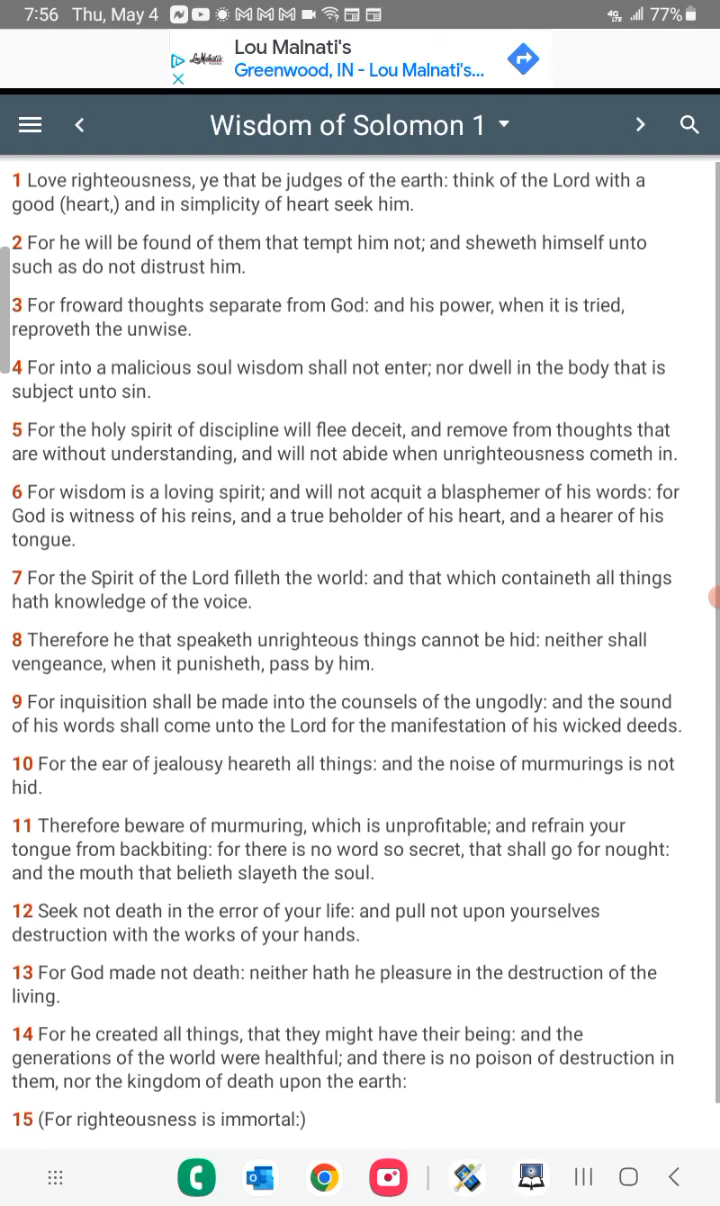 7:56 Thu, May 4
4G 77%
Lou Malnati's
Greenwood, IN - Lou Malnati's...
Wisdom of Solomon 1
1 Love righteousness, ye that be judges of the earth: think of the Lord with a
good (heart,) and in simplicity of heart seek him.
2 For he will be found of them that tempt him not; and sheweth himself unto
such as do not distrust him.
3 For froward thoughts separate from God: and his power, when it is tried,
reproveth the unwise.
4 For into a malicious soul wisdom shall not enter; nor dwell in the body that is
subject unto sin.
5 For the holy spirit of discipline will flee deceit, and remove from thoughts that
are without understanding, and will not abide when unrighteousness cometh in.
6 For wisdom is a loving spirit; and will not acquit a blasphemer of his words: for
God is witness of his reins, and a true beholder of his heart, and a hearer of his
tongue.
7 For the Spirit of the Lord filleth the world: and that which containeth all things
hath knowledge of the voice.
8 Therefore he that speaketh unrighteous things cannot be hid: neither shall
vengeance, when it punisheth, pass by him.
9 For inquisition shall be made into the counsels of the ungodly: and the sound
of his words shall come unto the Lord for the manifestation of his wicked deeds.
10 For the ear of jealousy heareth all things: and the noise of murmurings is not
hid.
11 Therefore beware of murmuring, which is unprofitable; and refrain your
tongue from backbiting: for there is no word so secret, that shall go for nought:
and the mouth that belieth slayeth the soul.
12 Seek not death in the error of your life: and pull not upon yourselves
destruction with the works of your hands.
13 For God made not death: neither hath he pleasure in the destruction of the
living.
14 For he created all things, that they might have their being: and the
generations of the world were healthful; and there is no poison of destruction in
them, nor the kingdom of death upon the earth:
15 (For righteousness is immortal:)